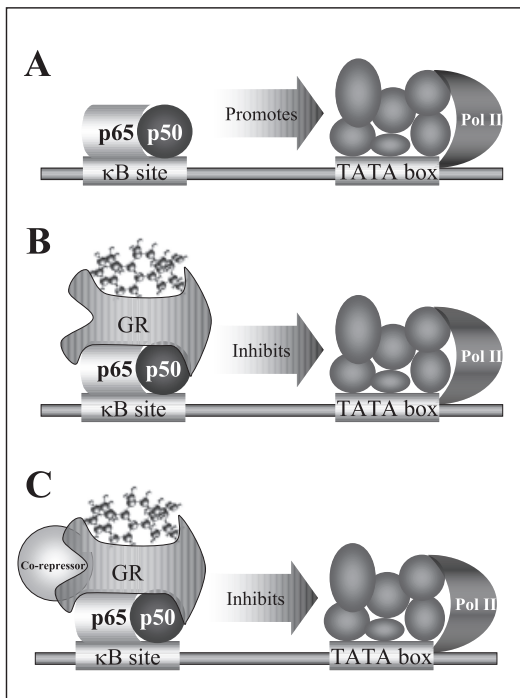 A
p65 p50 Promotes Pol II
κB site TATA box
B
GR
p65 p50 Inhibits Pol II
κB site TATA box
C
Co-repressor GR
p65 p50 Inhibits Pol II
κB site TATA box